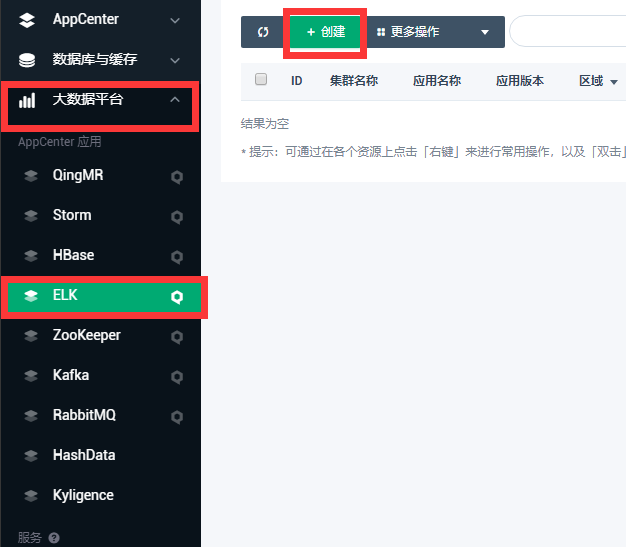 AppCenter
数据库与缓存
大数据平台
AppCenter 应用
QingMR
Storm
HBase
ELK
ZooKeeper
Kafka
RabbitMQ
HashData
Kyligence
服务
+ 创建 更多操作
ID 集群名称 应用名称 应用版本 区域
结果为空
* 提示：可通过在各个资源上点击「右键」来进行常用操作，以及「双击」